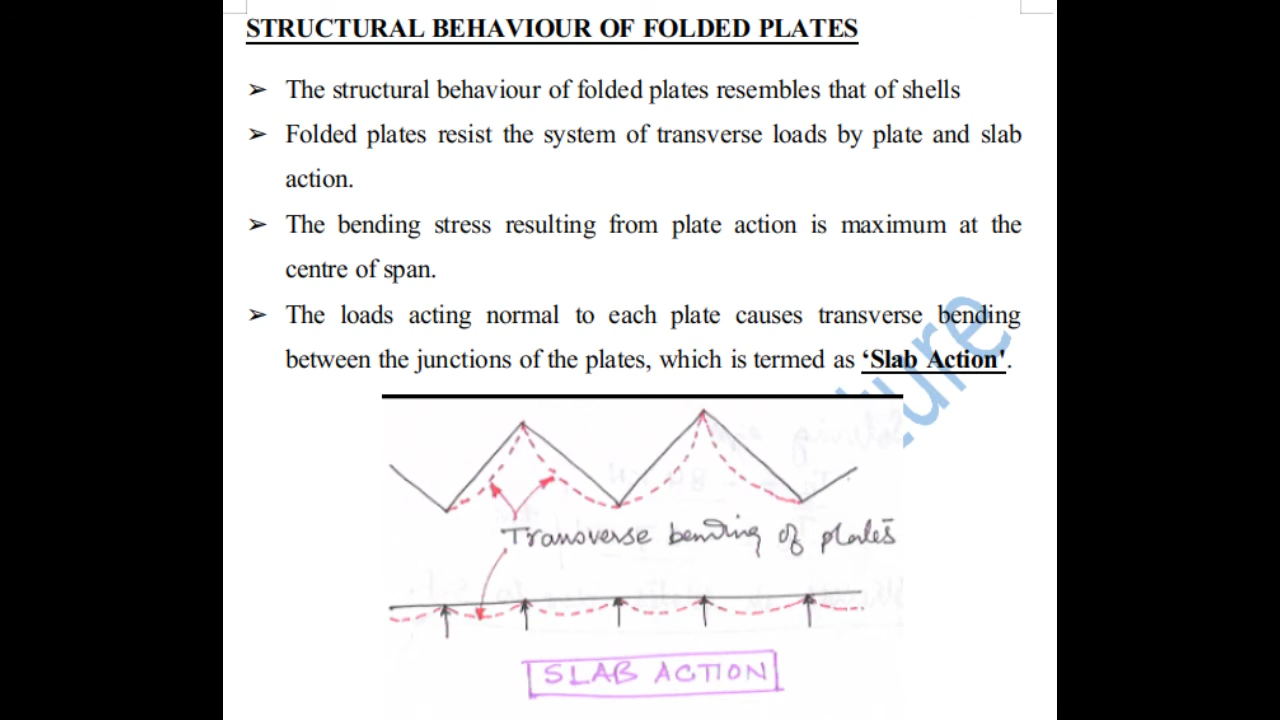 STRUCTURAL BEHAVIOUR OF FOLDED PLATES
➢ The structural behaviour of folded plates resembles that of shells
➢ Folded plates resist the system of transverse loads by plate and slab
action.
➢ The bending stress resulting from plate action is maximum at the
centre of span.
➢ The loads acting normal to each plate causes transverse bending
between the junctions of the plates, which is termed as ‘Slab Action'.
Transverse bending of plates
SLAB ACTION